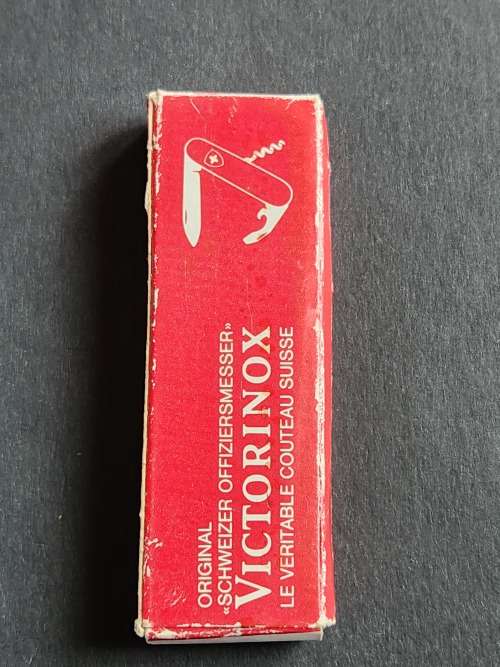 ORIGINAL
«SCHWEIZER OFFIZIERSMESSER»
VICTORINOX
LE VERITABLE COUTEAU SUISSE